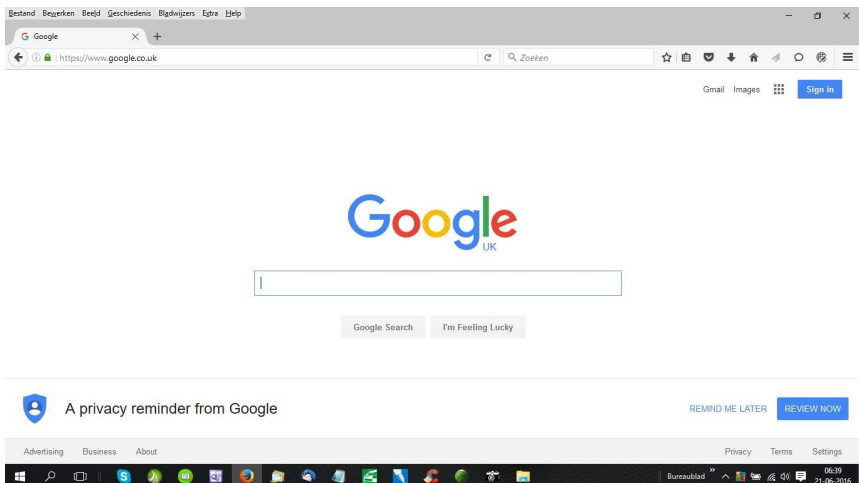 Bestand Bewerken Beeld Geschiedenis Bladwijzers Extra Help
Google
https://www.google.co.uk
Zoeken
Gmail Images Sign in
Google
UK
Google Search I'm Feeling Lucky
A privacy reminder from Google REMIND ME LATER REVIEW NOW
Advertising Business About Privacy Terms Settings
Bureaublad 06:39
21-06-2016